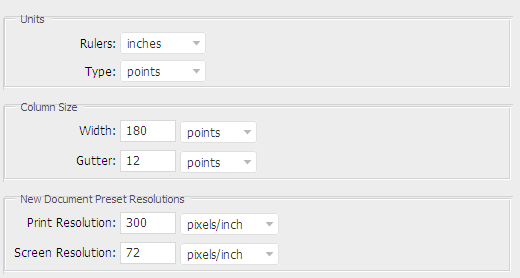 Units
Rulers: inches
Type: points
Column Size
Width: 180 points
Gutter: 12 points
New Document Preset Resolutions
Print Resolution: 300 pixels/inch
Screen Resolution: 72 pixels/inch